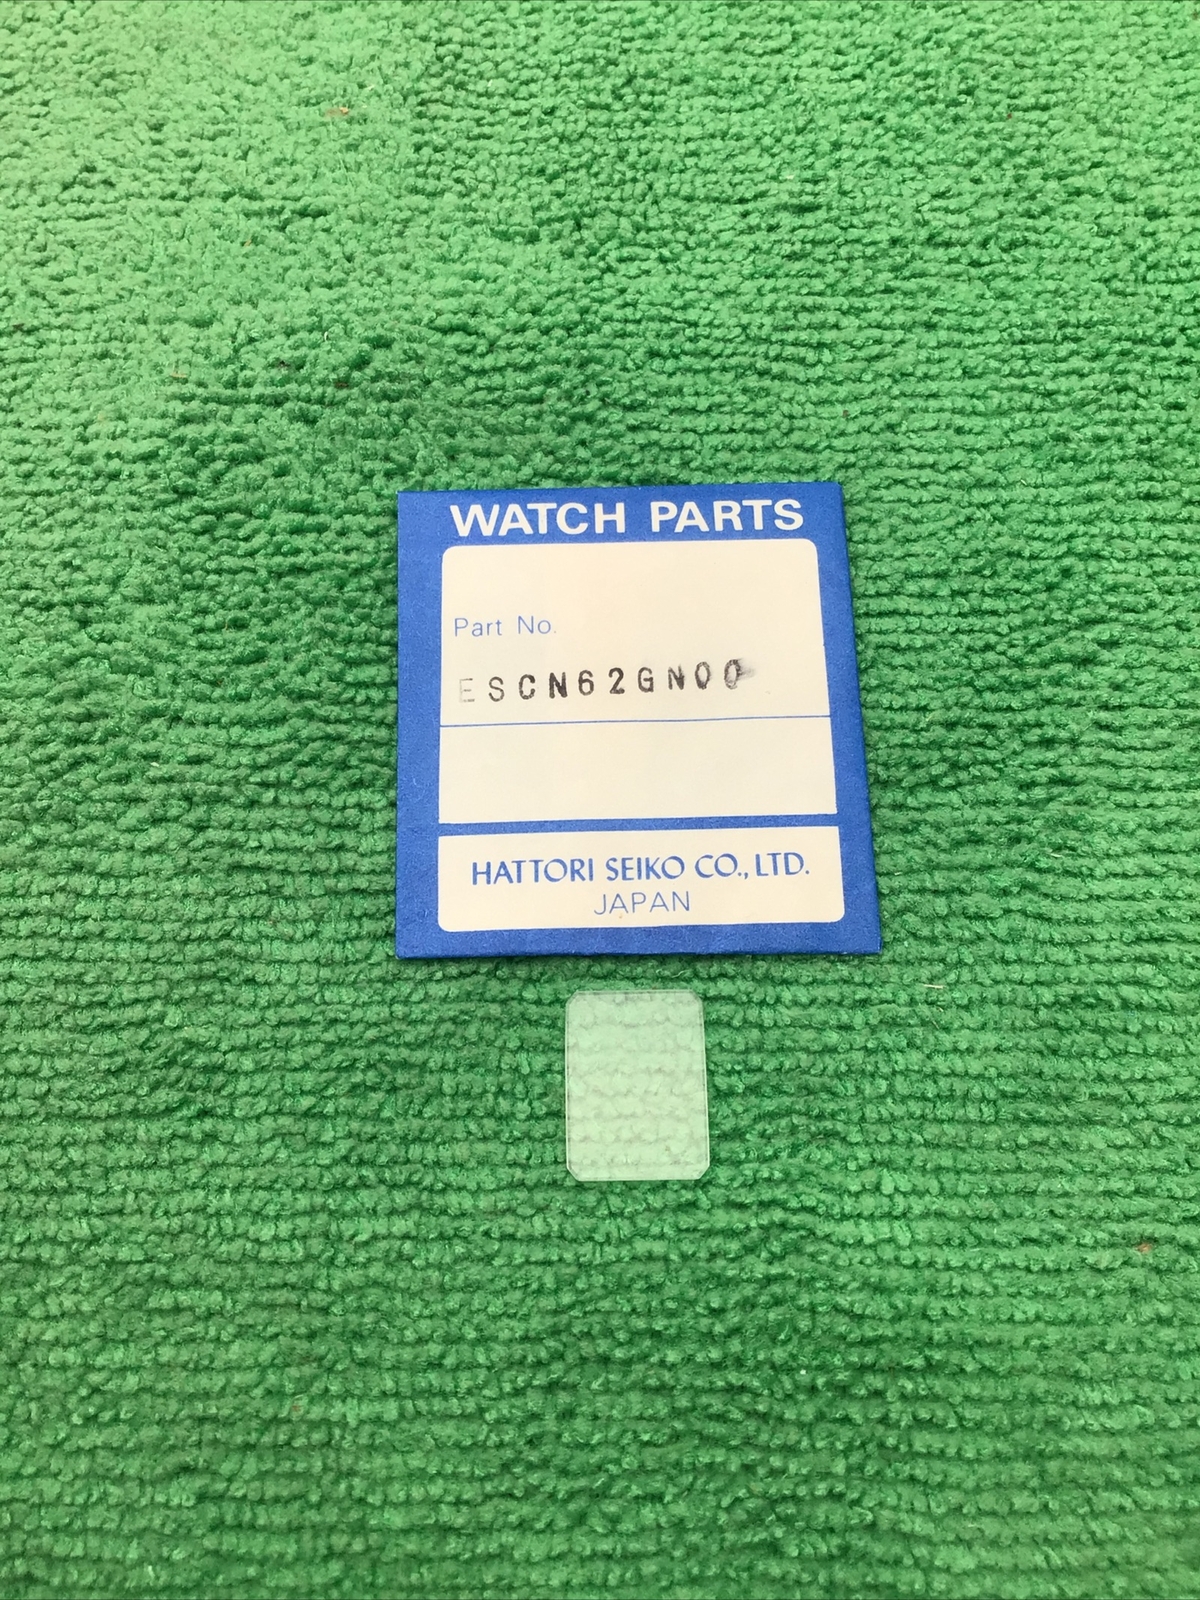 WATCH PARTS
Part No.
ESCN62GN00
HATTORI SEIKO CO., LTD.
JAPAN